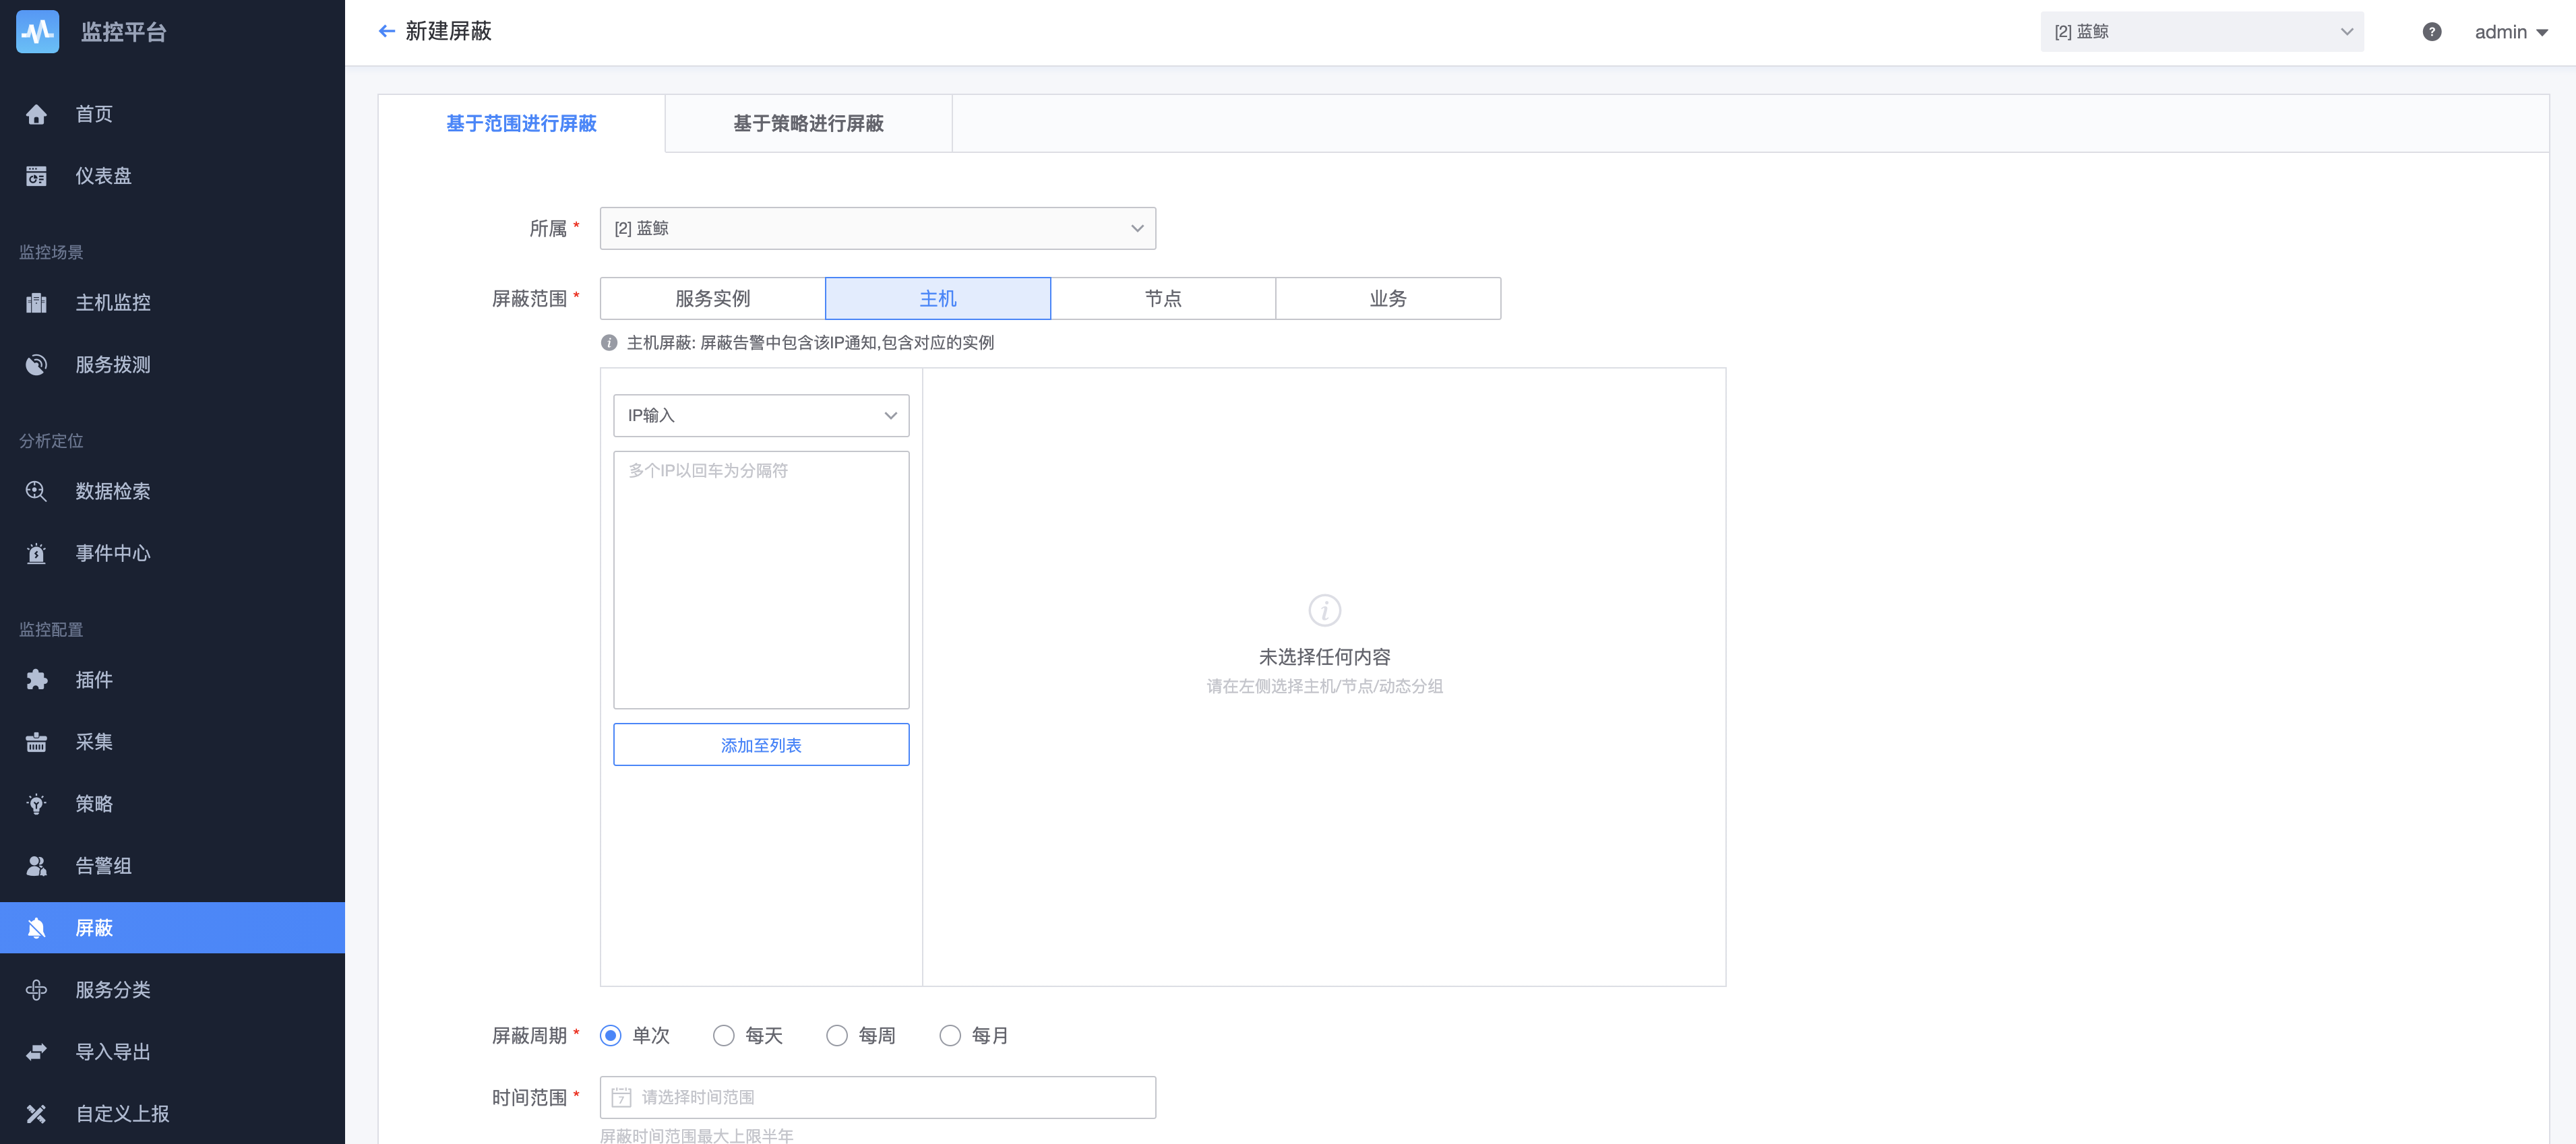 监控平台
新建屏蔽
[2] 蓝鲸
admin
首页
仪表盘
监控场景
主机监控
服务拨测
分析定位
数据检索
事件中心
监控配置
插件
采集
策略
告警组
屏蔽
服务分类
导入导出
自定义上报
基于范围进行屏蔽
基于策略进行屏蔽
所属 *
[2] 蓝鲸
屏蔽范围 *
服务实例
主机
节点
业务
主机屏蔽: 屏蔽告警中包含该IP通知,包含对应的实例
IP输入
多个IP以回车为分隔符
添加至列表
未选择任何内容
请在左侧选择主机/节点/动态分组
屏蔽周期 *
单次
每天
每周
每月
时间范围 *
7
请选择时间范围
屏蔽时间范围最大上限半年